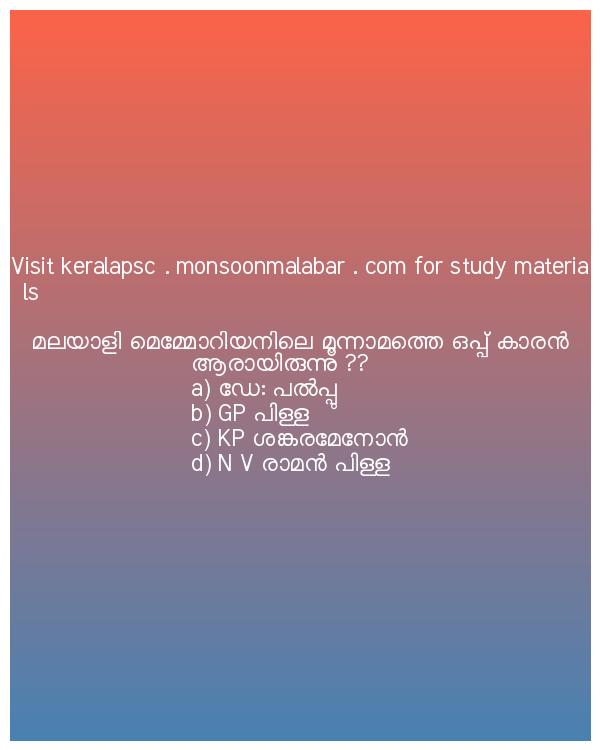 Visit keralapsc . monsoonmalabar . com for study materia
ls
മലയാളി മെമ്മോറിയനിലെ മൂന്നാമത്തെ ഒപ്പ് കാരൻ
ആരായിരുന്നു ??
a) ഡേ: പൽപ്പു
b) GP പിള്ള
c) KP ശങ്കരമേനോൻ
d) N V രാമൻ പിള്ള